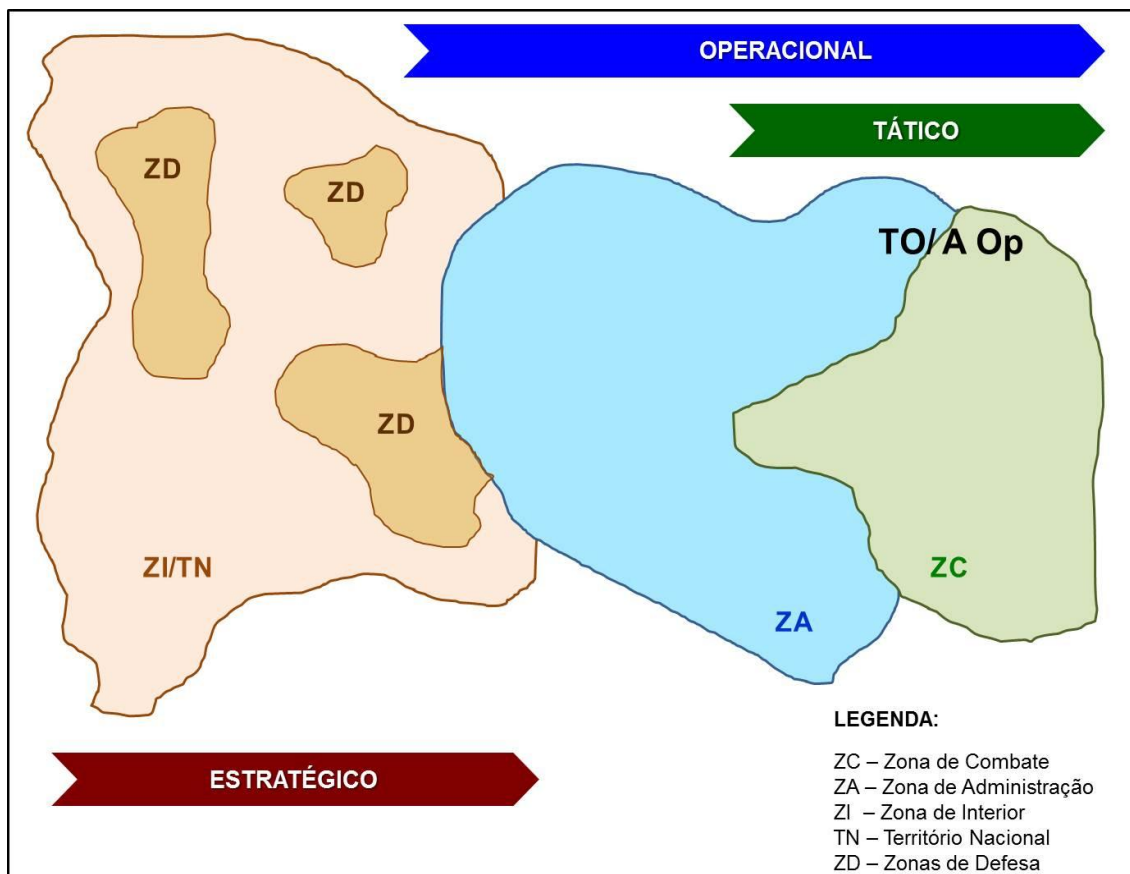 OPERACIONAL
TÁTICO
ZD
ZD
TO/ A Op
ZD
ZI/TN
ZC
ZA
ESTRATÉGICO
LEGENDA:
ZC – Zona de Combate
ZA – Zona de Administração
ZI – Zona de Interior
TN – Território Nacional
ZD – Zonas de Defesa